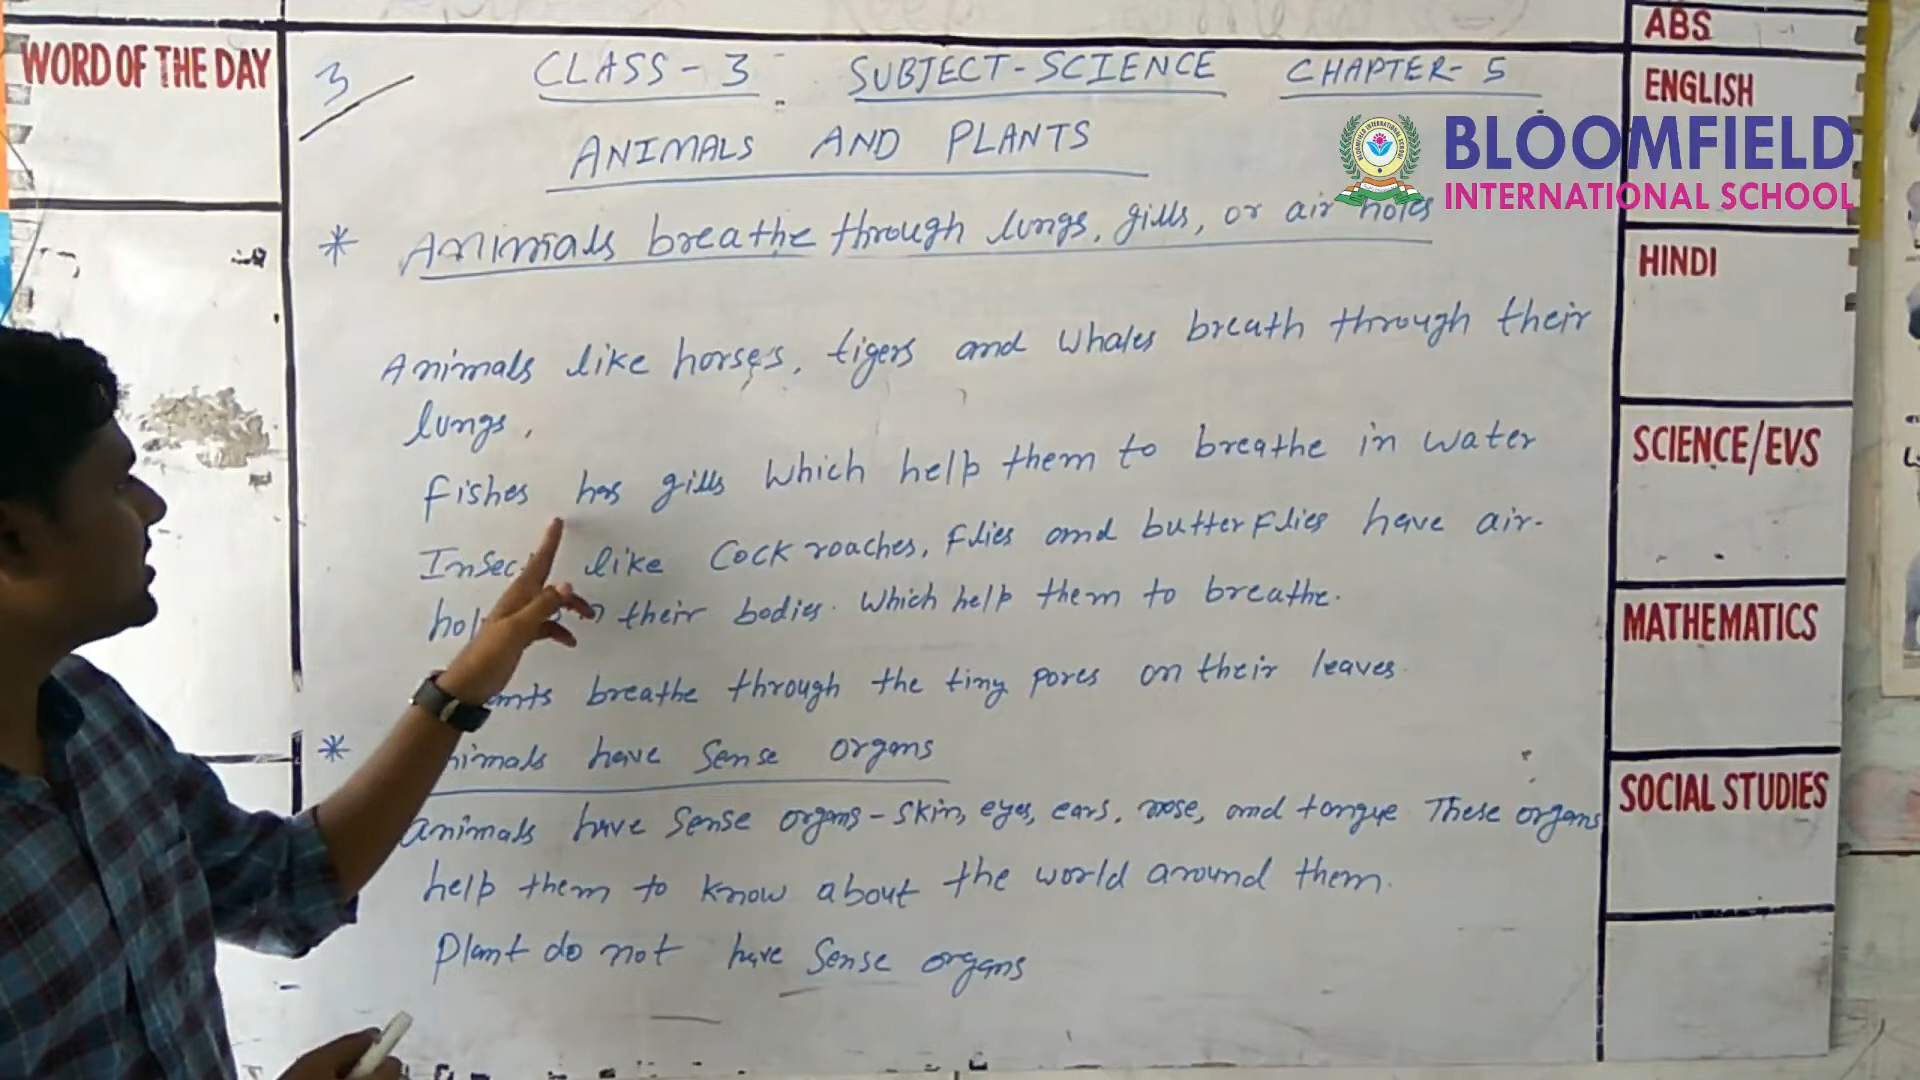 WORD OF THE DAY
3
CLASS-3 SUBJECT-SCIENCE CHAPTER-5
ANIMALS AND PLANTS
* Animals breathe through lungs, gills, or air holes
Animals like horses, tigers and whales breath through their
lungs,
Fishes has gills which help them to breathe in water
Insec like Cockroaches, flies and butterflies have air-
hol their bodies. Which help them to breathe.
breathe through the tiny pores on their leaves.
* nimals have sense organs
animals have sense organs - skin, eyes, ears, nose, and tongue These organs
help them to know about the world around them.
Plant do not have sense organs
ABS
ENGLISH
HINDI
SCIENCE/EVS
MATHEMATICS
SOCIAL STUDIES
BLOOMFIELD
INTERNATIONAL SCHOOL